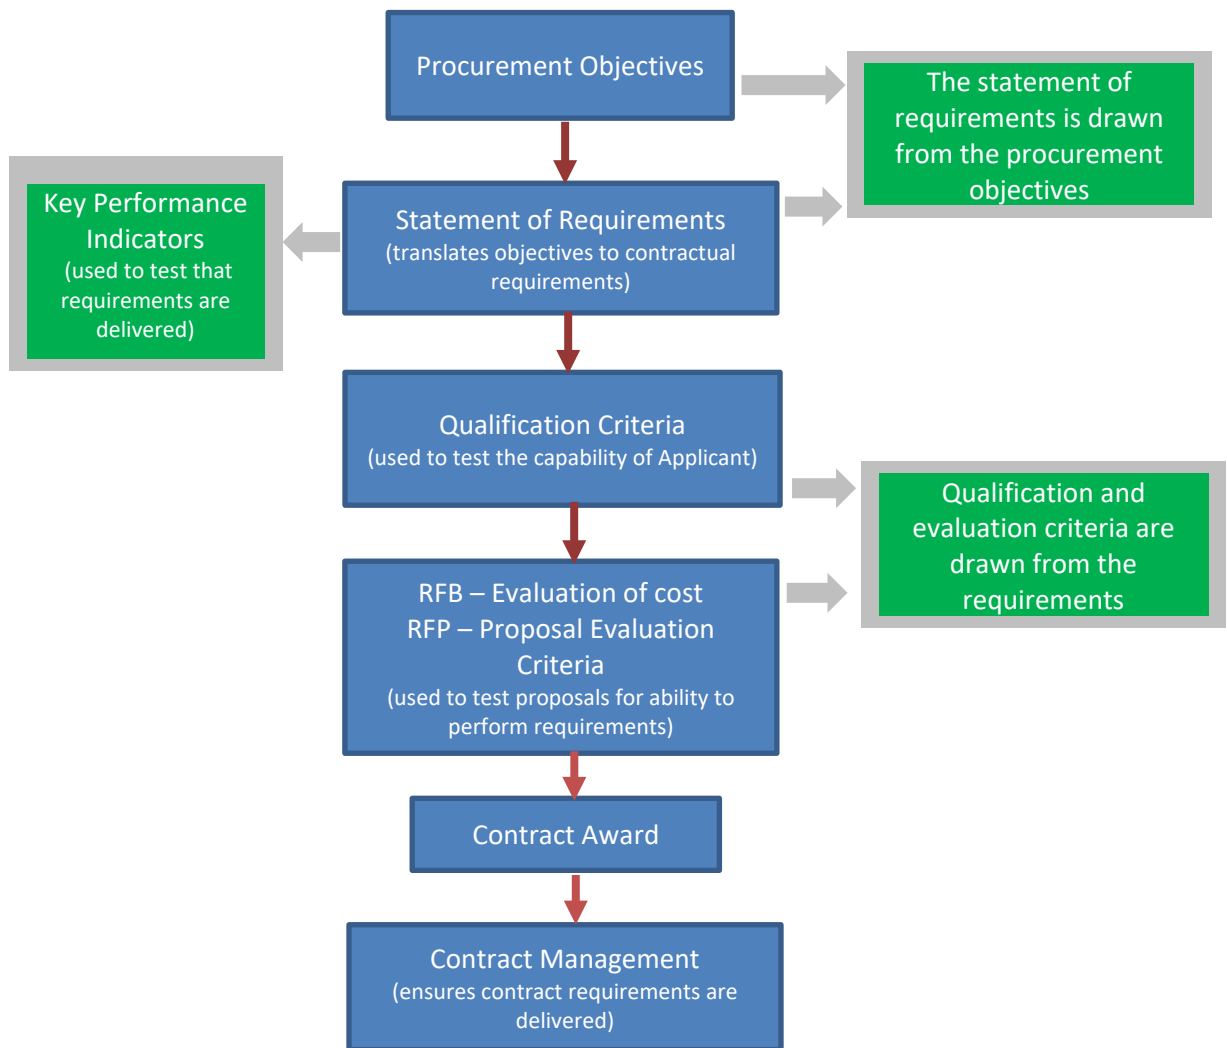 Procurement Objectives
The statement of
requirements is drawn
from the procurement
objectives
Key Performance
Indicators
(used to test that
requirements are
delivered)
Statement of Requirements
(translates objectives to contractual
requirements)
Qualification Criteria
(used to test the capability of Applicant)
Qualification and
evaluation criteria are
drawn from the
requirements
RFB – Evaluation of cost
RFP – Proposal Evaluation
Criteria
(used to test proposals for ability to
perform requirements)
Contract Award
Contract Management
(ensures contract requirements are
delivered)